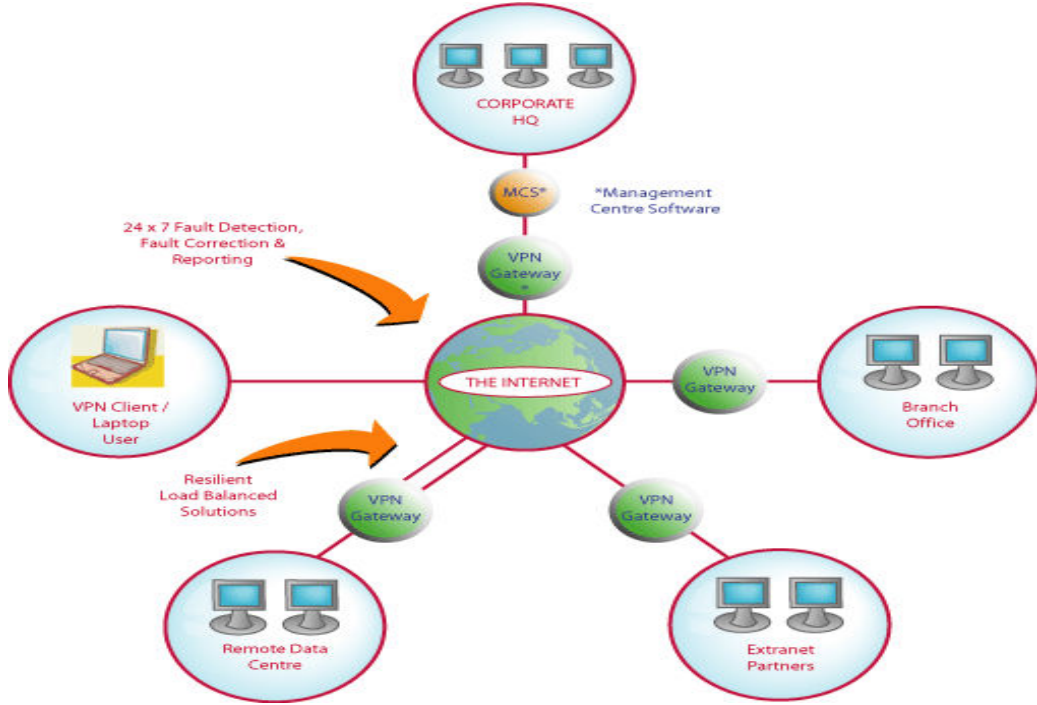 CORPORATE
HQ
MCS*
*Management
Centre Software
24 x 7 Fault Detection,
Fault Correction &
Reporting
VPN
Gateway
*
THE INTERNET
VPN Client /
Laptop
User
VPN
Gateway
Branch
Office
Resilient
Load Balanced
Solutions
VPN
Gateway
VPN
Gateway
Remote Data
Centre
Extranet
Partners